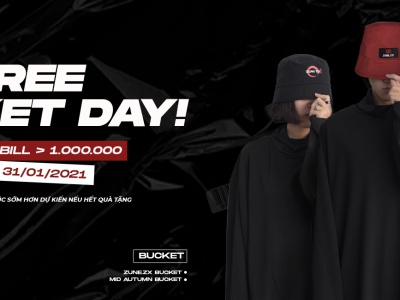 REE
KET DAY!
BILL > 1.000.000
31/01/2021
SỚM HƠN DỰ KIẾN NẾU HẾT QUÀ TẶNG
BUCKET
ZUNEZX BUCKET
MID AUTUMN BUCKET